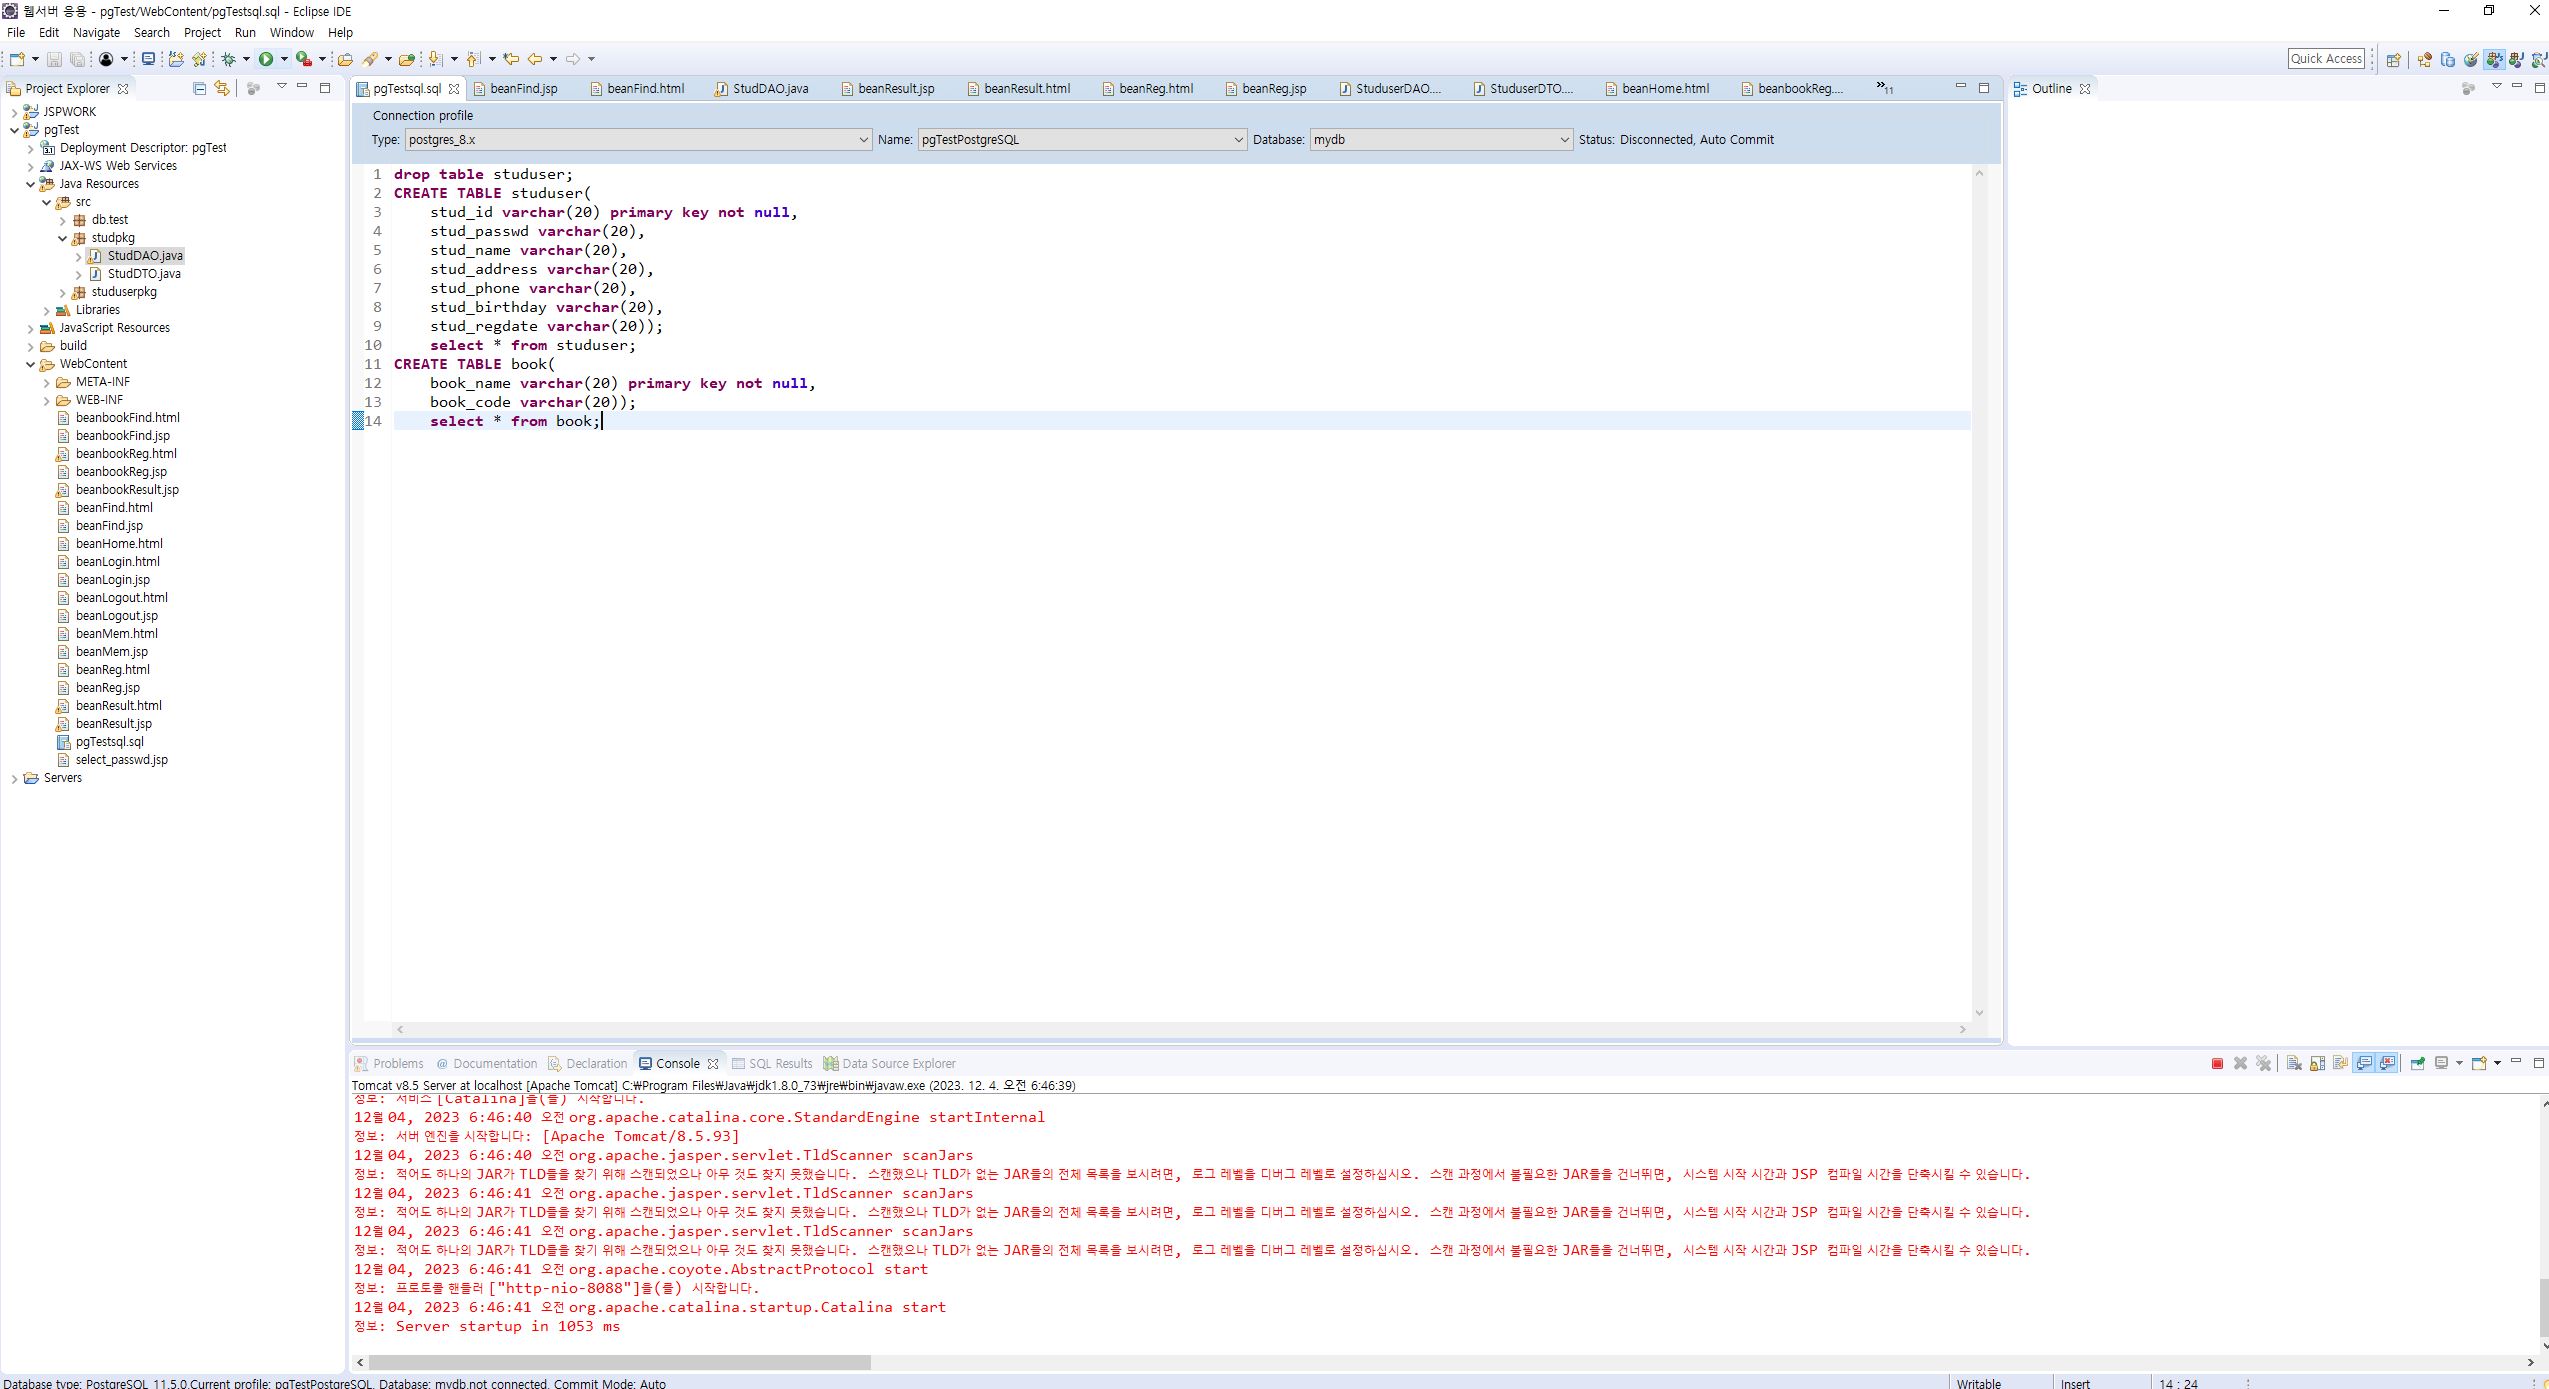 웹서버 응용 - pgTest/WebContent/pgTestsql.sql - Eclipse IDE
File Edit Navigate Search Project Run Window Help
Quick Access
Project Explorer
JSPWORK
pgTest
Deployment Descriptor: pgTest
JAX-WS Web Services
Java Resources
src
db.test
studpkg
StudDAO.java
StudDTO.java
studuserpkg
Libraries
JavaScript Resources
build
WebContent
META-INF
WEB-INF
beanbookFind.html
beanbookFind.jsp
beanbookReg.html
beanbookReg.jsp
beanbookResult.jsp
beanFind.html
beanFind.jsp
beanHome.html
beanLogin.html
beanLogin.jsp
beanLogout.html
beanLogout.jsp
beanMem.html
beanMem.jsp
beanReg.html
beanReg.jsp
beanResult.html
beanResult.jsp
pgTestsql.sql
select_passwd.jsp
Servers
pgTestsql.sql beanFind.jsp beanFind.html StudDAO.java beanResult.jsp beanResult.html beanReg.html beanReg.jsp StuduserDAO.... StuduserDTO.... beanHome.html beanbookReg.... »11
Connection profile
Type: postgres_8.x Name: pgTestPostgreSQL Database: mydb Status: Disconnected, Auto Commit
1 drop table studuser;
2 CREATE TABLE studuser(
3 stud_id varchar(20) primary key not null,
4 stud_passwd varchar(20),
5 stud_name varchar(20),
6 stud_address varchar(20),
7 stud_phone varchar(20),
8 stud_birthday varchar(20),
9 stud_regdate varchar(20));
10 select * from studuser;
11 CREATE TABLE book(
12 book_name varchar(20) primary key not null,
13 book_code varchar(20));
14 select * from book;
Outline
Problems @ Documentation Declaration Console SQL Results Data Source Explorer
Tomcat v8.5 Server at localhost [Apache Tomcat] C:₩Program Files₩Java₩jdk1.8.0_73₩jre₩bin₩javaw.exe (2023. 12. 4. 오전 6:46:39)
정보: 서비스 [Catalina]을(를) 시작합니다.
12월 04, 2023 6:46:40 오전 org.apache.catalina.core.StandardEngine startInternal
정보: 서버 엔진을 시작합니다: [Apache Tomcat/8.5.93]
12월 04, 2023 6:46:40 오전 org.apache.jasper.servlet.TldScanner scanJars
정보: 적어도 하나의 JAR가 TLD들을 찾기 위해 스캔되었으나 아무 것도 찾지 못했습니다. 스캔했으나 TLD가 없는 JAR들의 전체 목록을 보시려면, 로그 레벨을 디버그 레벨로 설정하십시오. 스캔 과정에서 불필요한 JAR들을 건너뛰면, 시스템 시작 시간과 JSP 컴파일 시간을 단축시킬 수 있습니다.
12월 04, 2023 6:46:41 오전 org.apache.jasper.servlet.TldScanner scanJars
정보: 적어도 하나의 JAR가 TLD들을 찾기 위해 스캔되었으나 아무 것도 찾지 못했습니다. 스캔했으나 TLD가 없는 JAR들의 전체 목록을 보시려면, 로그 레벨을 디버그 레벨로 설정하십시오. 스캔 과정에서 불필요한 JAR들을 건너뛰면, 시스템 시작 시간과 JSP 컴파일 시간을 단축시킬 수 있습니다.
12월 04, 2023 6:46:41 오전 org.apache.jasper.servlet.TldScanner scanJars
정보: 적어도 하나의 JAR가 TLD들을 찾기 위해 스캔되었으나 아무 것도 찾지 못했습니다. 스캔했으나 TLD가 없는 JAR들의 전체 목록을 보시려면, 로그 레벨을 디버그 레벨로 설정하십시오. 스캔 과정에서 불필요한 JAR들을 건너뛰면, 시스템 시작 시간과 JSP 컴파일 시간을 단축시킬 수 있습니다.
12월 04, 2023 6:46:41 오전 org.apache.coyote.AbstractProtocol start
정보: 프로토콜 핸들러 ["http-nio-8088"]을(를) 시작합니다.
12월 04, 2023 6:46:41 오전 org.apache.catalina.startup.Catalina start
정보: Server startup in 1053 ms
Database type: PostgreSQL 11.5.0,Current profile: pgTestPostgreSQL, Database: mydb,not connected, Commit Mode: Auto Writable Insert 14 : 24